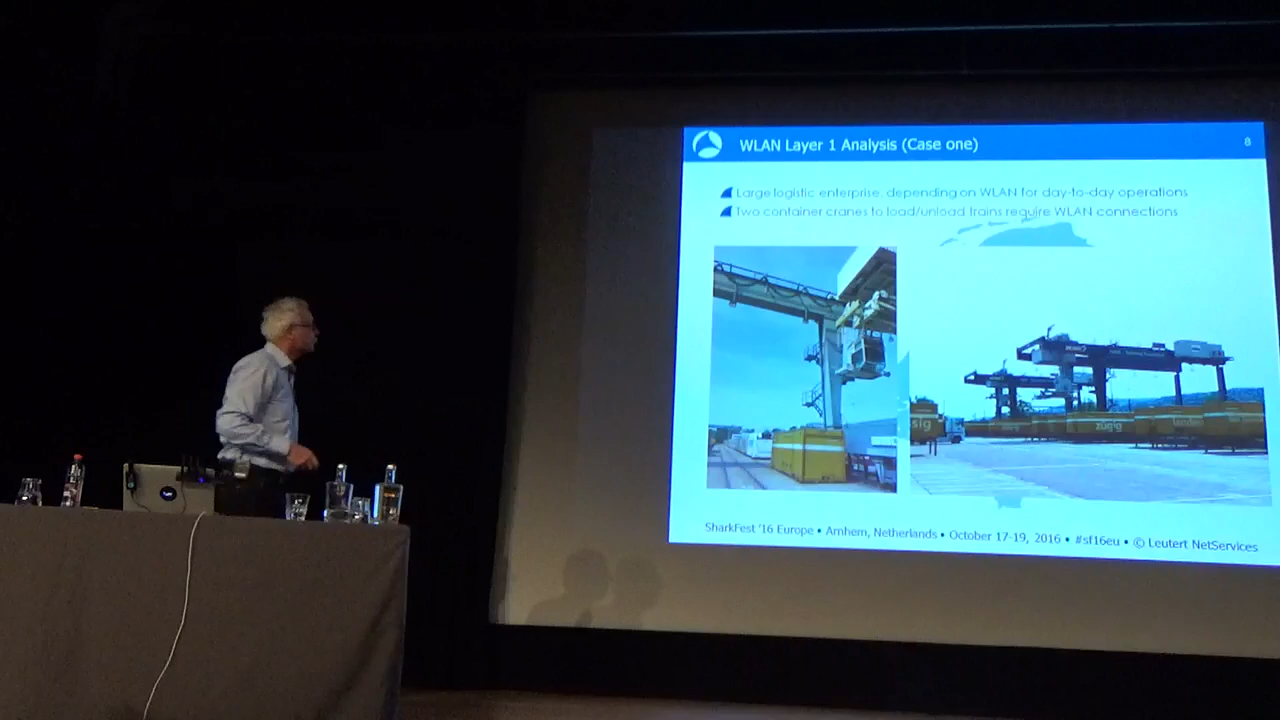 WLAN Layer 1 Analysis (Case one)
8
Large logistic enterprise, depending on WLAN for day-to-day operations
Two container cranes to load/unload trains require WLAN connections
sig
zügig
SharkFest '16 Europe • Arnhem, Netherlands • October 17-19, 2016 • #sf16eu • © Leutert NetServices